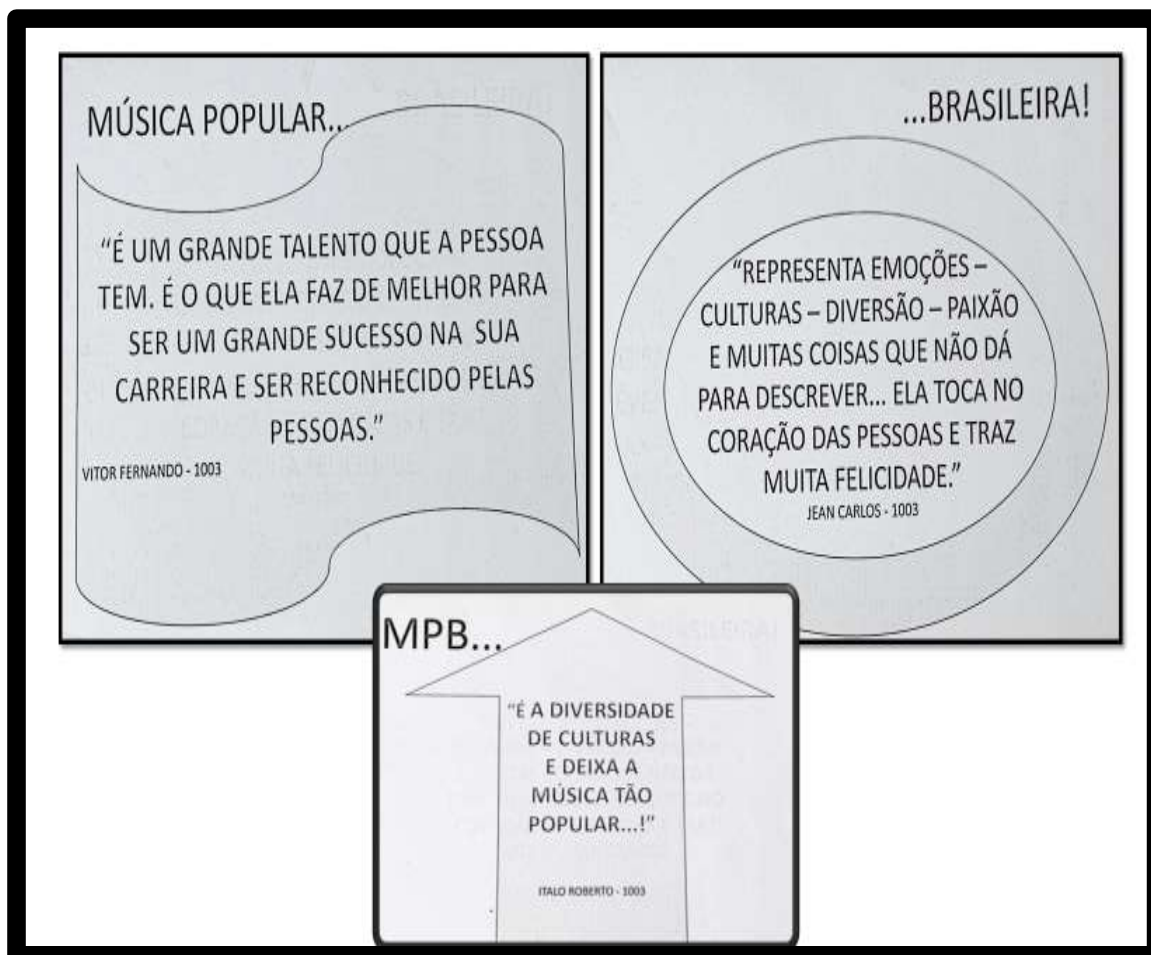 MÚSICA POPULAR...
“É UM GRANDE TALENTO QUE A PESSOA
TEM. É O QUE ELA FAZ DE MELHOR PARA
SER UM GRANDE SUCESSO NA SUA
CARREIRA E SER RECONHECIDO PELAS
PESSOAS.”
VITOR FERNANDO - 1003
...BRASILEIRA!
“REPRESENTA EMOÇÕES –
CULTURAS – DIVERSÃO – PAIXÃO
E MUITAS COISAS QUE NÃO DÁ
PARA DESCREVER... ELA TOCA NO
CORAÇÃO DAS PESSOAS E TRAZ
MUITA FELICIDADE.”
JEAN CARLOS - 1003
MPB...
“É A DIVERSIDADE
DE CULTURAS
E DEIXA A
MÚSICA TÃO
POPULAR...!”
ITALO ROBERTO - 1003